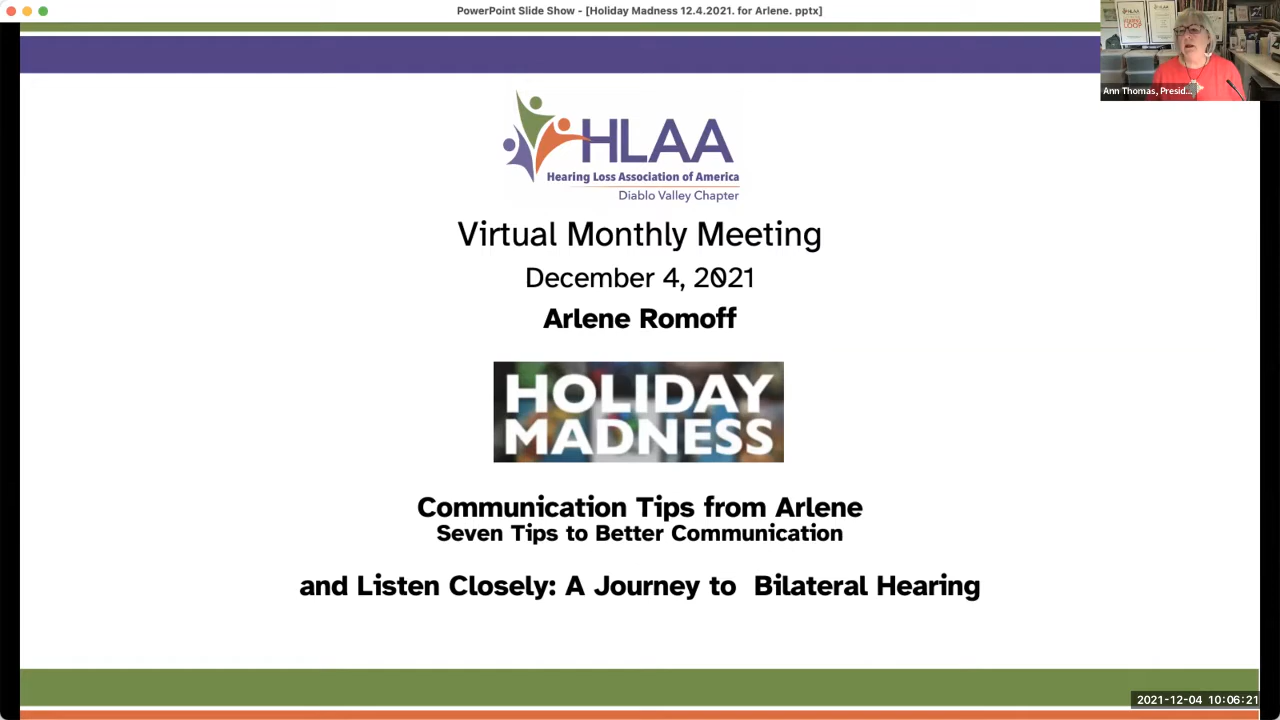 PowerPoint Slide Show - [Holiday Madness 12.4.2021. for Arlene. pptx]
Ann Thomas, Presid...
HLAA
Hearing Loss Association of America
Diablo Valley Chapter
Virtual Monthly Meeting
December 4, 2021
Arlene Romoff
HOLIDAY
MADNESS
Communication Tips from Arlene
Seven Tips to Better Communication
and Listen Closely: A Journey to  Bilateral Hearing
2021-12-04 10:06:21